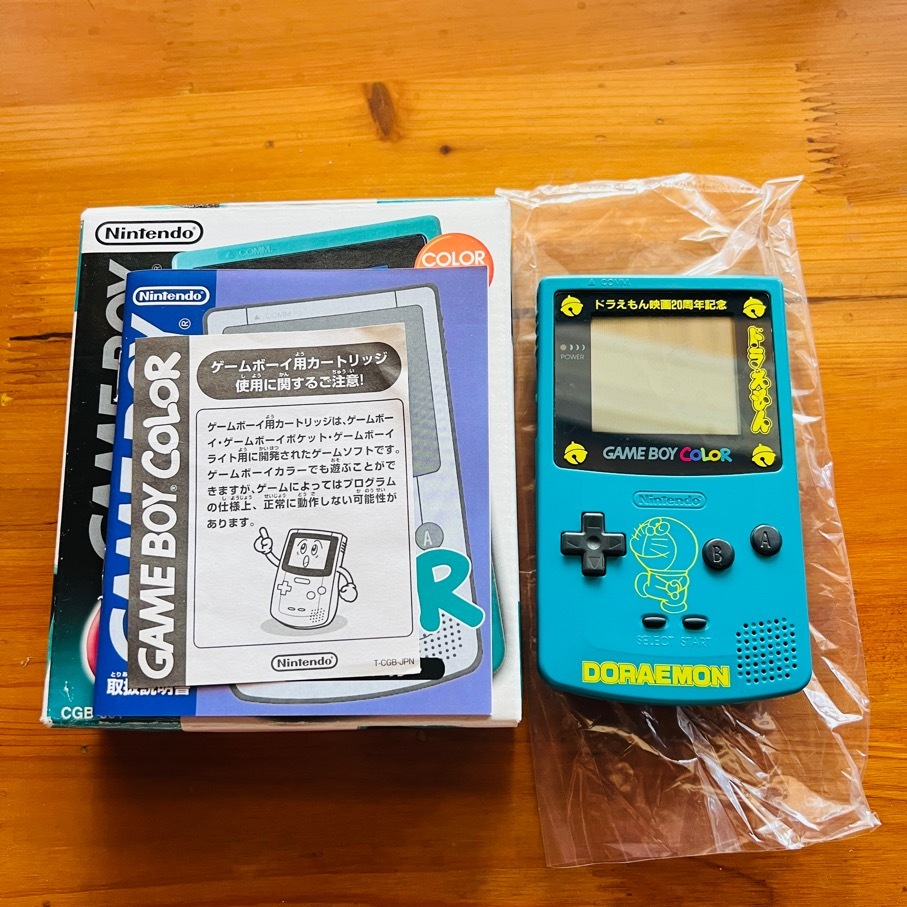 Nintendo
COMM.
COLOR
GAME BOY
CGB
Nintendo
COMM.
GAME BOY COLOR
取扱説明書
A
R
GAME BOY COLOR
ゲームボーイ用カートリッジ
使用に関するご注意!
ゲームボーイ用カートリッジは、ゲームボー
イ・ゲームボーイポケット・ゲームボーイ
ライト用に開発されたゲームソフトです。
ゲームボーイカラーでも遊ぶことがで
きますが、ゲームによってはプログラム
の仕様上、正常に動作しない可能性が
あります。
Nintendo
T-CGB-JPN
COMM.
ドラえもん映画20周年記念
ドラえもん
POWER
GAME BOY COLOR
Nintendo
B
A
SELECT START
DORAEMON